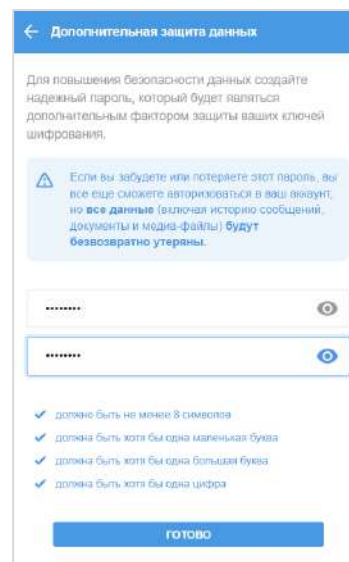 Дополнительная защита данных
Для повышения безопасности данных создайте
надежный пароль, который будет являться
дополнительным фактором защиты ваших ключей
шифрования.
Если вы забудете или потеряете этот пароль, вы
все еще сможете авторизоваться в ваш аккаунт,
но все данные (включая историю сообщений,
документы и медиа-файлы) будут
безвозвратно утеряны.
••••••••
••••••••
должно быть не менее 8 символов
должна быть хотя бы одна маленькая буква
должна быть хотя бы одна большая буква
должна быть хотя бы одна цифра
ГОТОВО